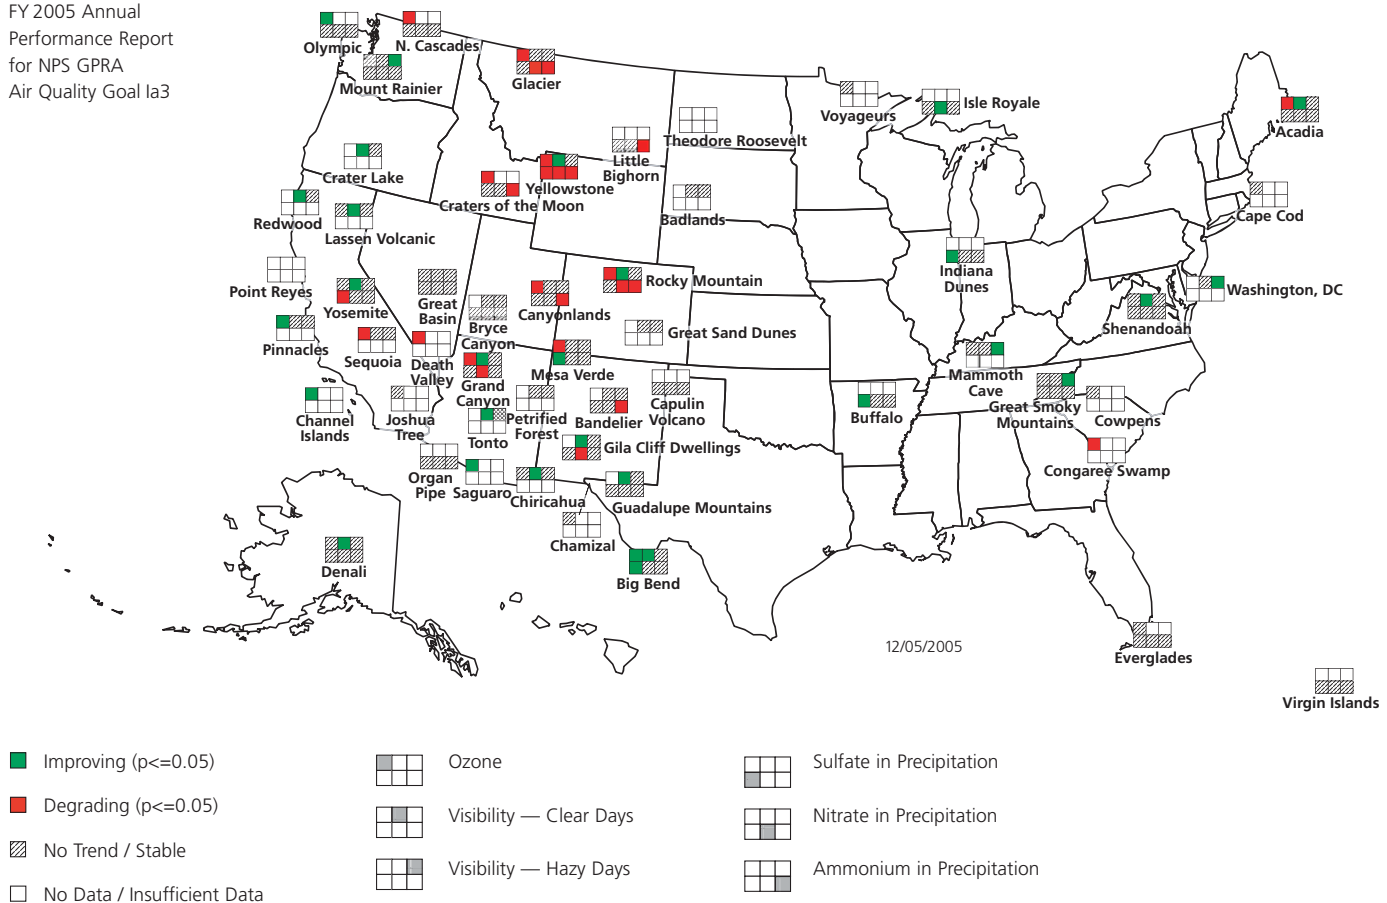 FY 2005 Annual
Performance Report
for NPS GPRA
Air Quality Goal Ia3
Olympic
N. Cascades
Mount Rainier
Glacier
Voyageurs
Isle Royale
Acadia
Theodore Roosevelt
Little
Bighorn
Crater Lake
Yellowstone
Craters of the Moon
Badlands
Cape Cod
Redwood
Lassen Volcanic
Indiana
Dunes
Point Reyes
Yosemite
Great
Basin
Bryce
Canyon
Canyonlands
Rocky Mountain
Washington, DC
Shenandoah
Great Sand Dunes
Pinnacles
Sequoia
Death
Valley
Grand
Canyon
Mesa Verde
Mammoth
Cave
Great Smoky
Mountains
Cowpens
Channel
Islands
Joshua
Tree
Tonto
Petrified
Forest
Bandelier
Capulin
Volcano
Buffalo
Gila Cliff Dwellings
Congaree Swamp
Organ
Pipe
Saguaro
Chiricahua
Guadalupe Mountains
Chamizal
Big Bend
Denali
12/05/2005
Everglades
Virgin Islands
Improving (p<=0.05)
Degrading (p<=0.05)
No Trend / Stable
No Data / Insufficient Data
Ozone
Visibility — Clear Days
Visibility — Hazy Days
Sulfate in Precipitation
Nitrate in Precipitation
Ammonium in Precipitation